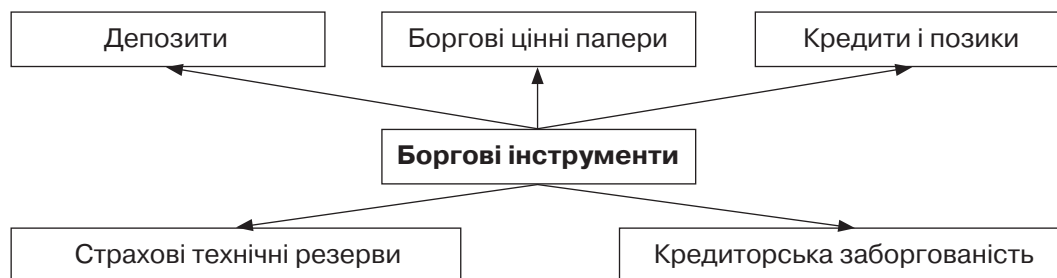 Депозити
Боргові цінні папери
Кредити і позики
Боргові інструменти
Страхові технічні резерви
Кредиторська заборгованість